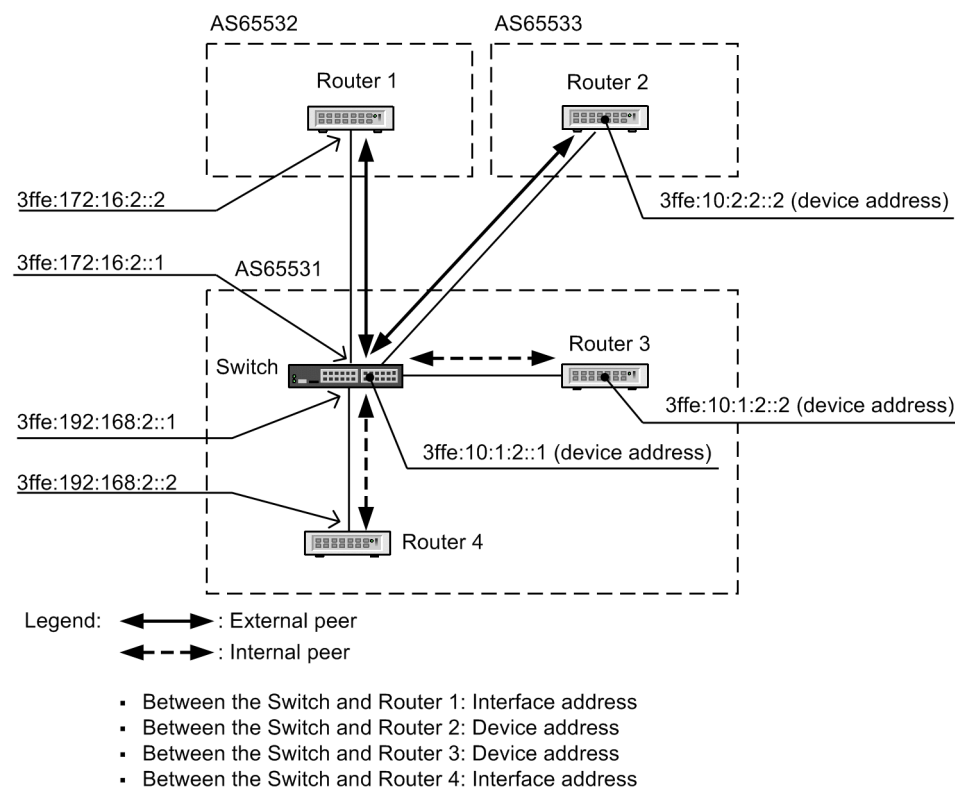 AS65532
AS65533
Router 1
Router 2
3ffe:172:16:2::2
3ffe:10:2:2::2 (device address)
3ffe:172:16:2::1
AS65531
Router 3
Switch
3ffe:10:1:2::2 (device address)
3ffe:192:168:2::1
3ffe:10:1:2::1 (device address)
3ffe:192:168:2::2
Router 4
Legend: : External peer
: Internal peer
▪ Between the Switch and Router 1: Interface address
▪ Between the Switch and Router 2: Device address
▪ Between the Switch and Router 3: Device address
▪ Between the Switch and Router 4: Interface address